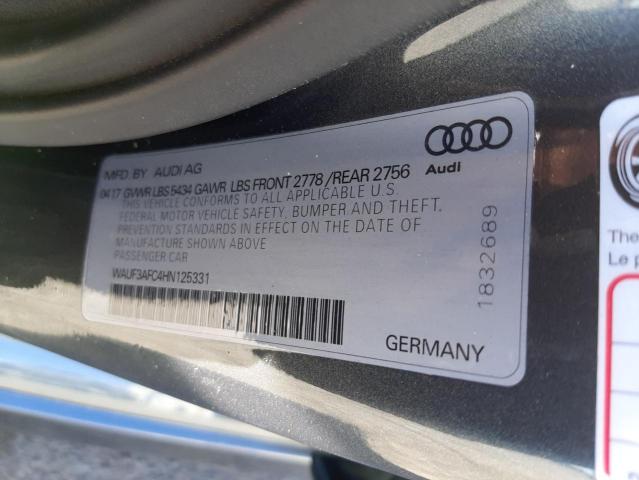 MFD. BY AUDI AG
04 17 GVWR LBS 5434 GAWR LBS FRONT 2778 / REAR 2756
THIS VEHICLE CONFORMS TO ALL APPLICABLE U.S.
FEDERAL MOTOR VEHICLE SAFETY, BUMPER AND THEFT.
PREVENTION STANDARDS IN EFFECT ON THE DATE OF
MANUFACTURE SHOWN ABOVE
PASSENGER CAR
WAUF3AFC4HN125331
GERMANY
Audi
1832689
The
Le p